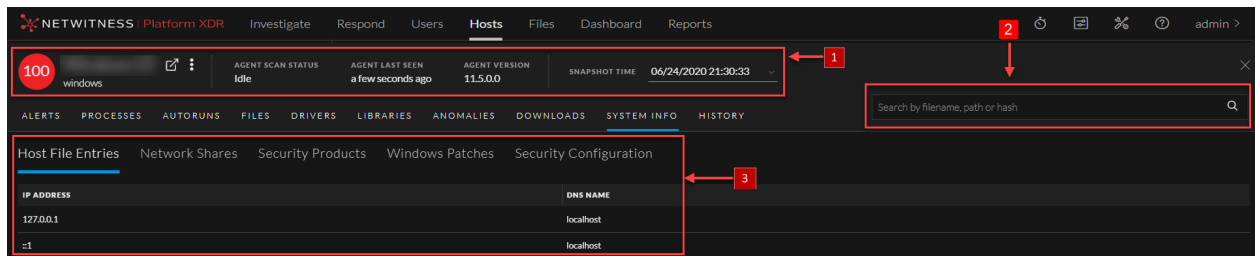 NETWITNESS Platform XDR Investigate Respond Users Hosts Files Dashboard Reports admin >
2
100 windows
AGENT SCAN STATUS
Idle
AGENT LAST SEEN
a few seconds ago
AGENT VERSION
11.5.0.0
SNAPSHOT TIME 06/24/2020 21:30:33
1
Search by filename, path or hash
ALERTS PROCESSES AUTORUNS FILES DRIVERS LIBRARIES ANOMALIES DOWNLOADS SYSTEM INFO HISTORY
Host File Entries Network Shares Security Products Windows Patches Security Configuration
3
IP ADDRESS DNS NAME
127.0.0.1 localhost
::1 localhost